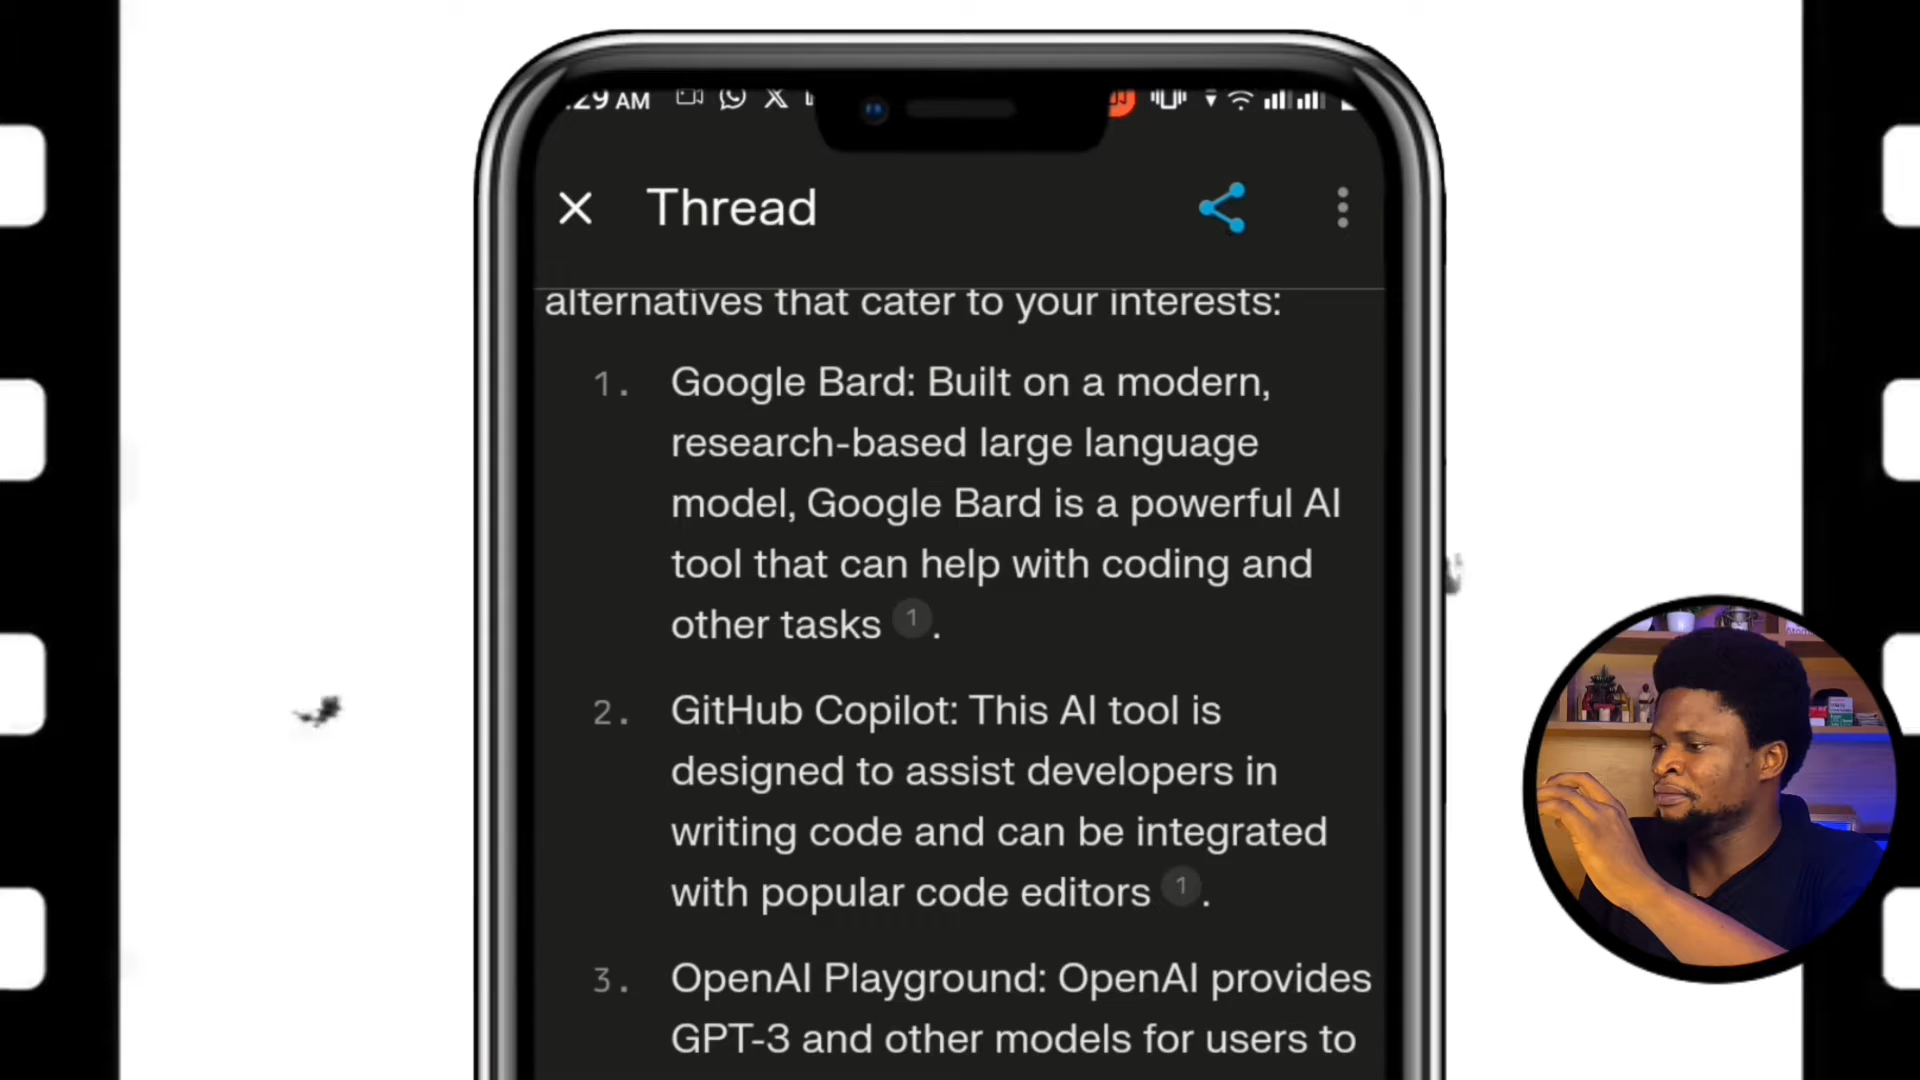 :29 AM
Thread
alternatives that cater to your interests:
1. Google Bard: Built on a modern,
research-based large language
model, Google Bard is a powerful AI
tool that can help with coding and
other tasks 1.
2. GitHub Copilot: This AI tool is
designed to assist developers in
writing code and can be integrated
with popular code editors 1.
3. OpenAI Playground: OpenAI provides
GPT-3 and other models for users to